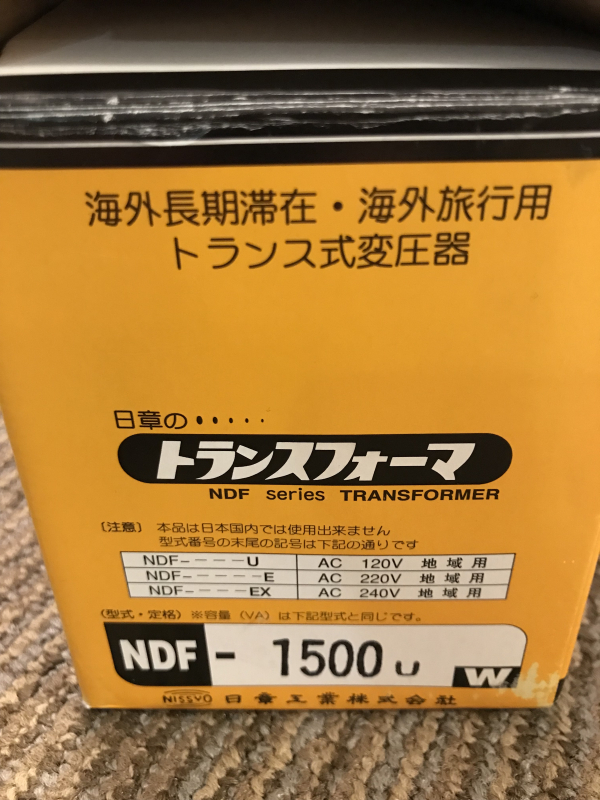 海外長期滞在・海外旅行用
トランス式変圧器
日章の・・・・・
トランスフォーマ
NDF series TRANSFORMER
〔注意〕 本品は日本国内では使用出来ません
型式番号の末尾の記号は下記の通りです
NDF-----U AC 120V 地域用
NDF-----E AC 220V 地域用
NDF-----EX AC 240V 地域用
(型式・定格) ※容量 (VA) は下記型式と同じです。
NDF - 1500U W
NISSYO 日章工業株式会社